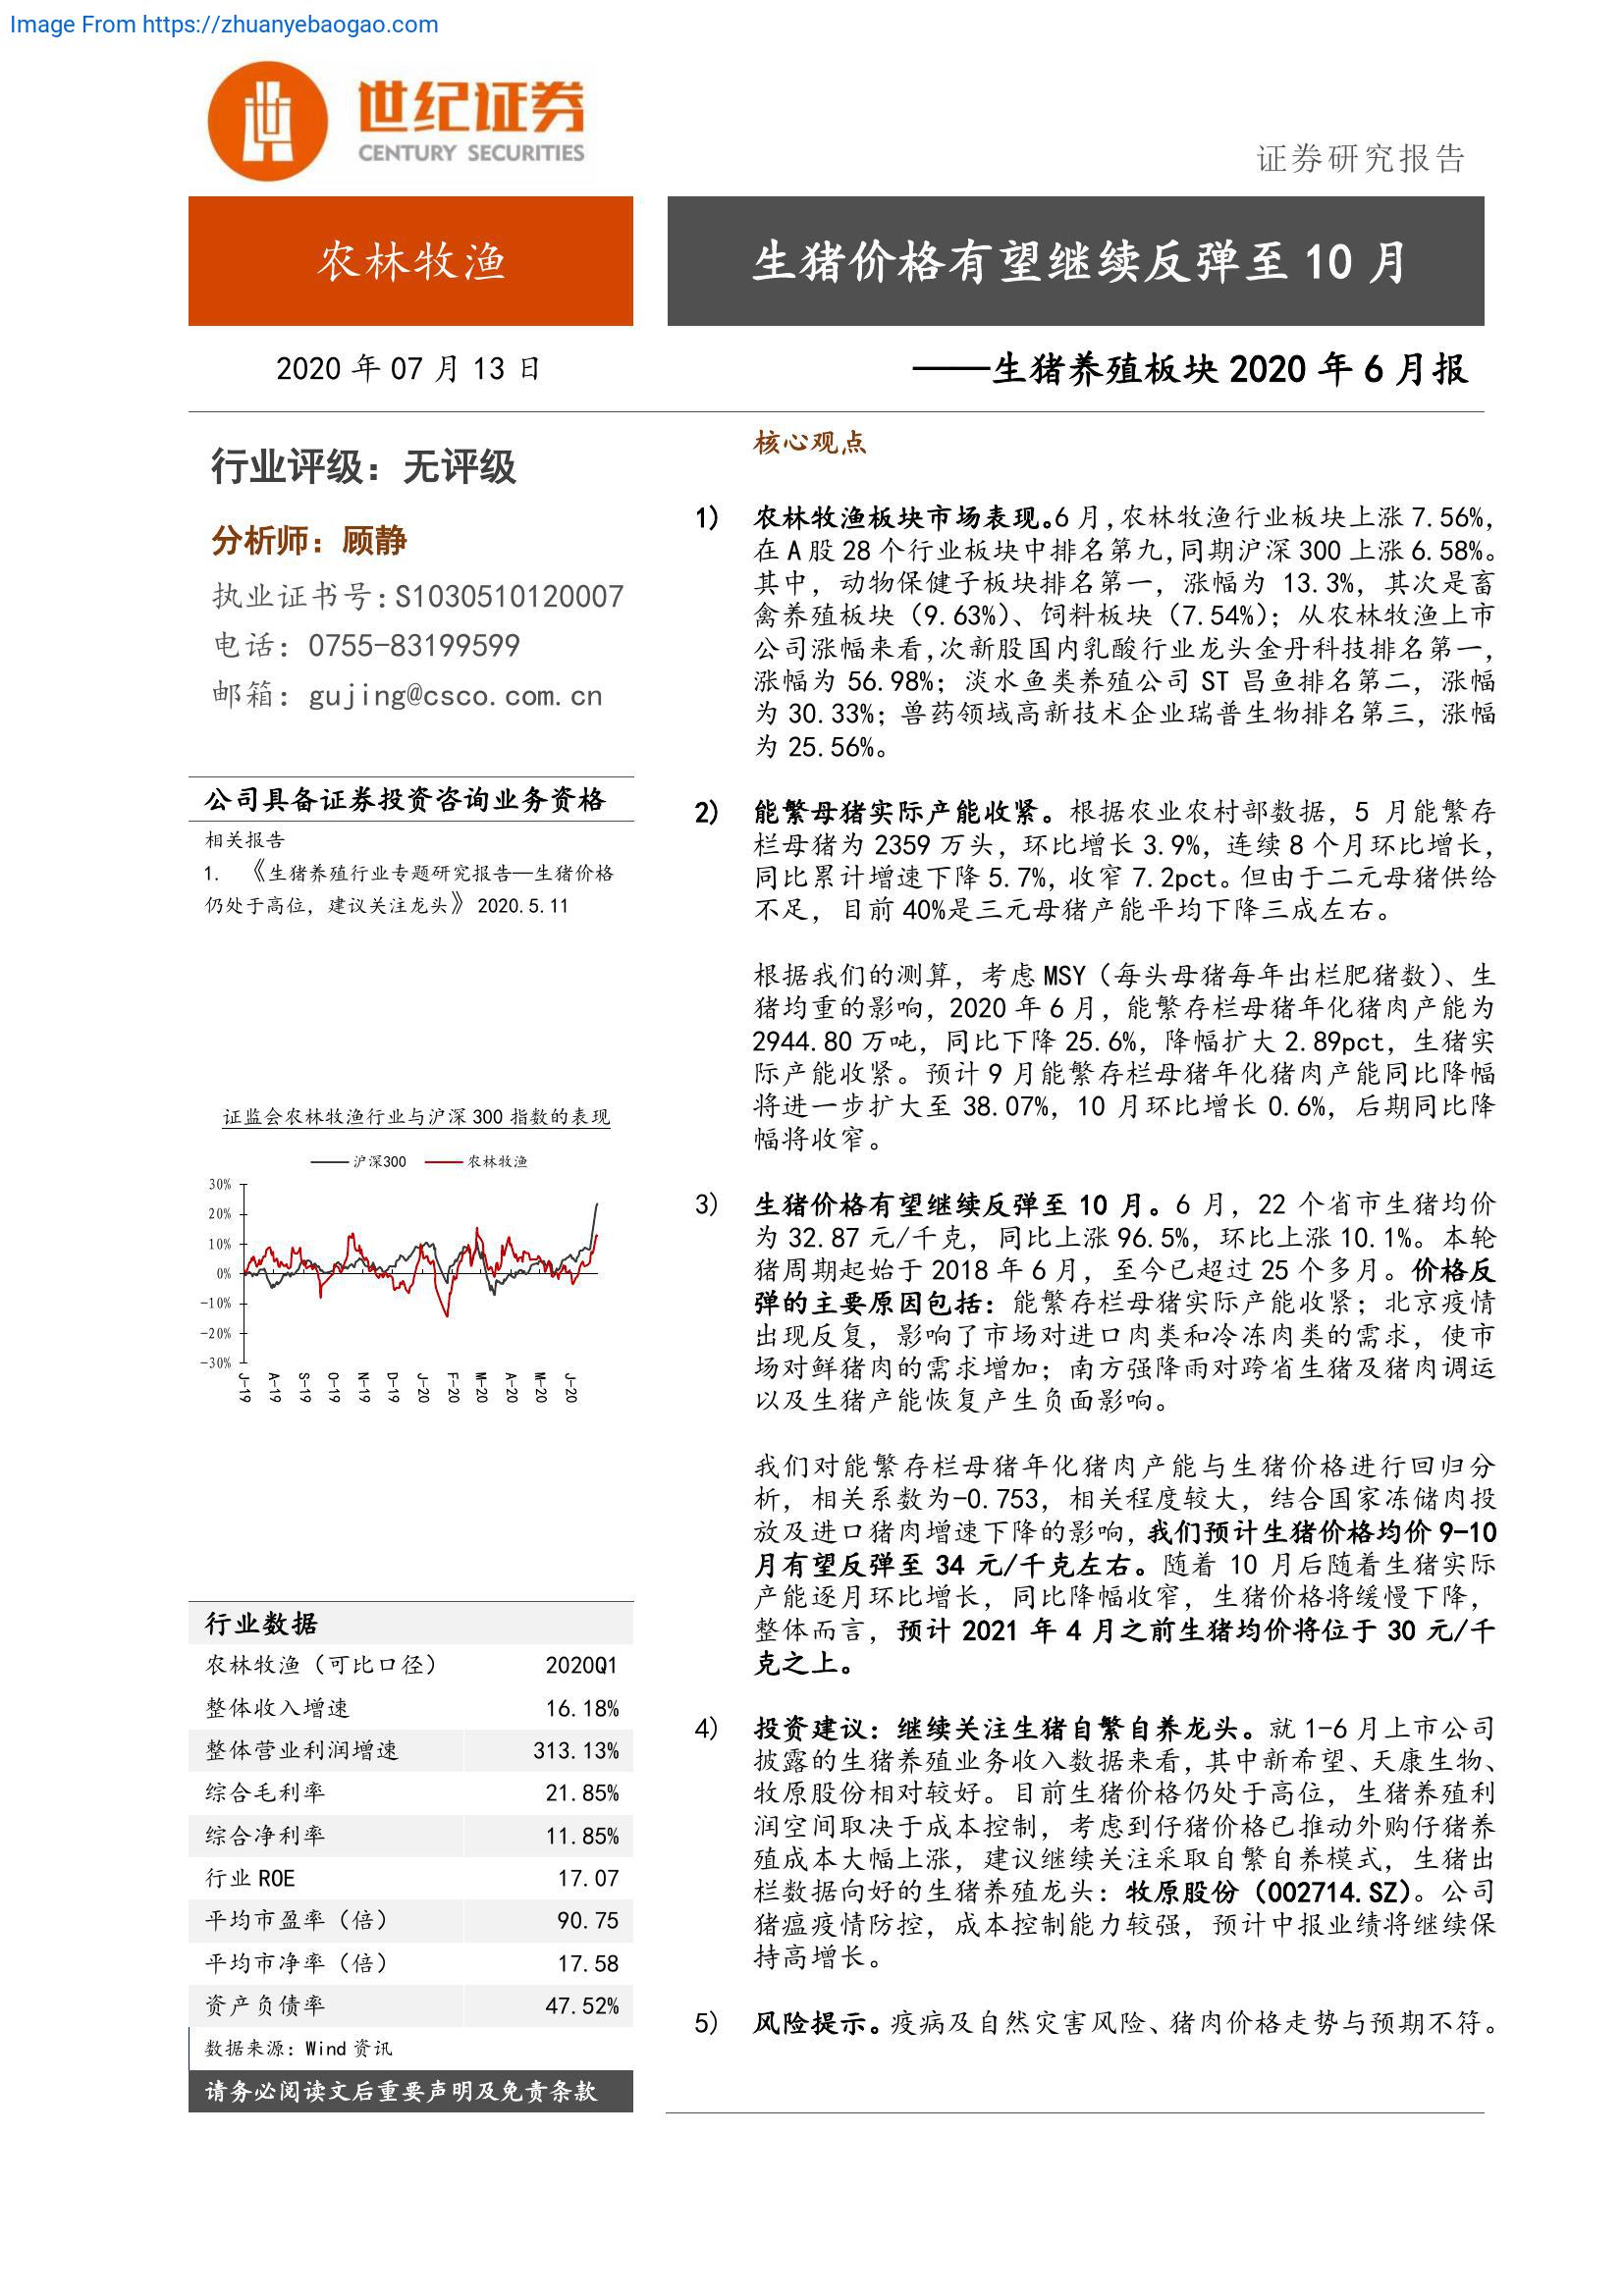 Image From https://zhuanyebaogao.com
世纪证券
CENTURY SECURITIES
证券研究报告
农林牧渔
生猪价格有望继续反弹至 10 月
2020 年 07 月 13 日
——生猪养殖板块 2020 年 6 月报
行业评级：无评级
分析师：顾静
执业证书号:S1030510120007
电话：0755-83199599
邮箱：gujing@csco.com.cn
公司具备证券投资咨询业务资格
相关报告
1. 《生猪养殖行业专题研究报告—生猪价格
仍处于高位，建议关注龙头》2020.5.11
证监会农林牧渔行业与沪深 300 指数的表现
沪深300 农林牧渔
30%
20%
10%
0%
-10%
-20%
-30%
J-19 A-19 S-19 O-19 N-19 D-19 J-20 F-20 M-20 A-20 M-20 J-20
行业数据
农林牧渔（可比口径） 2020Q1
整体收入增速 16.18%
整体营业利润增速 313.13%
综合毛利率 21.85%
综合净利率 11.85%
行业 ROE 17.07
平均市盈率（倍） 90.75
平均市净率（倍） 17.58
资产负债率 47.52%
数据来源：Wind 资讯
请务必阅读文后重要声明及免责条款
核心观点
1) 农林牧渔板块市场表现。6 月,农林牧渔行业板块上涨 7.56%,
在 A 股 28 个行业板块中排名第九,同期沪深 300 上涨 6.58%。
其中，动物保健子板块排名第一，涨幅为 13.3%，其次是畜
禽养殖板块（9.63%）、饲料板块（7.54%）；从农林牧渔上市
公司涨幅来看,次新股国内乳酸行业龙头金丹科技排名第一，
涨幅为 56.98%；淡水鱼类养殖公司 ST 昌鱼排名第二，涨幅
为 30.33%；兽药领域高新技术企业瑞普生物排名第三，涨幅
为 25.56%。
2) 能繁母猪实际产能收紧。根据农业农村部数据，5 月能繁存
栏母猪为 2359 万头，环比增长 3.9%，连续 8 个月环比增长，
同比累计增速下降 5.7%，收窄 7.2pct。但由于二元母猪供给
不足，目前 40%是三元母猪产能平均下降三成左右。
根据我们的测算，考虑 MSY（每头母猪每年出栏肥猪数）、生
猪均重的影响，2020 年 6 月，能繁存栏母猪年化猪肉产能为
2944.80 万吨，同比下降 25.6%，降幅扩大 2.89pct，生猪实
际产能收紧。预计 9 月能繁存栏母猪年化猪肉产能同比降幅
将进一步扩大至 38.07%，10 月环比增长 0.6%，后期同比降
幅将收窄。
3) 生猪价格有望继续反弹至 10 月。6 月，22 个省市生猪均价
为 32.87 元/千克，同比上涨 96.5%，环比上涨 10.1%。本轮
猪周期起始于 2018 年 6 月，至今已超过 25 个多月。价格反
弹的主要原因包括：能繁存栏母猪实际产能收紧；北京疫情
出现反复，影响了市场对进口肉类和冷冻肉类的需求，使市
场对鲜猪肉的需求增加；南方强降雨对跨省生猪及猪肉调运
以及生猪产能恢复产生负面影响。
我们对能繁存栏母猪年化猪肉产能与生猪价格进行回归分
析，相关系数为-0.753，相关程度较大，结合国家冻储肉投
放及进口猪肉增速下降的影响，我们预计生猪价格均价 9-10
月有望反弹至 34 元/千克左右。随着 10 月后随着生猪实际
产能逐月环比增长，同比降幅收窄，生猪价格将缓慢下降，
整体而言，预计 2021 年 4 月之前生猪均价将位于 30 元/千
克之上。
4) 投资建议：继续关注生猪自繁自养龙头。就 1-6 月上市公司
披露的生猪养殖业务收入数据来看，其中新希望、天康生物、
牧原股份相对较好。目前生猪价格仍处于高位，生猪养殖利
润空间取决于成本控制，考虑到仔猪价格已推动外购仔猪养
殖成本大幅上涨，建议继续关注采取自繁自养模式，生猪出
栏数据向好的生猪养殖龙头：牧原股份（002714.SZ）。公司
猪瘟疫情防控，成本控制能力较强，预计中报业绩将继续保
持高增长。
5) 风险提示。疫病及自然灾害风险、猪肉价格走势与预期不符。